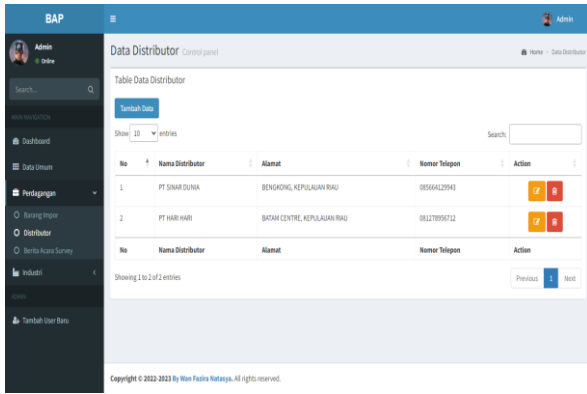 BAP
Admin
Admin
Online
Data Distributor Control panel
Home > Data Distributor
Search...
MAIN NAVIGATION
Dashboard
Data Umum
Perdagangan
Barang Impor
Distributor
Berita Acara Survey
Industri
ADMIN
Tambah User Baru
Table Data Distributor
Tambah Data
Show 10 entries
Search:
No Nama Distributor Alamat Nomor Telepon Action
1 PT SINAR DUNIA BENGKONG, KEPULAUAN RIAU 085664129943
2 PT HARI HARI BATAM CENTRE, KEPULAUAN RIAU 081278956712
No Nama Distributor Alamat Nomor Telepon Action
Showing 1 to 2 of 2 entries
Previous 1 Next
Copyright © 2022-2023 By Wan Fazira Natasya. All rights reserved.